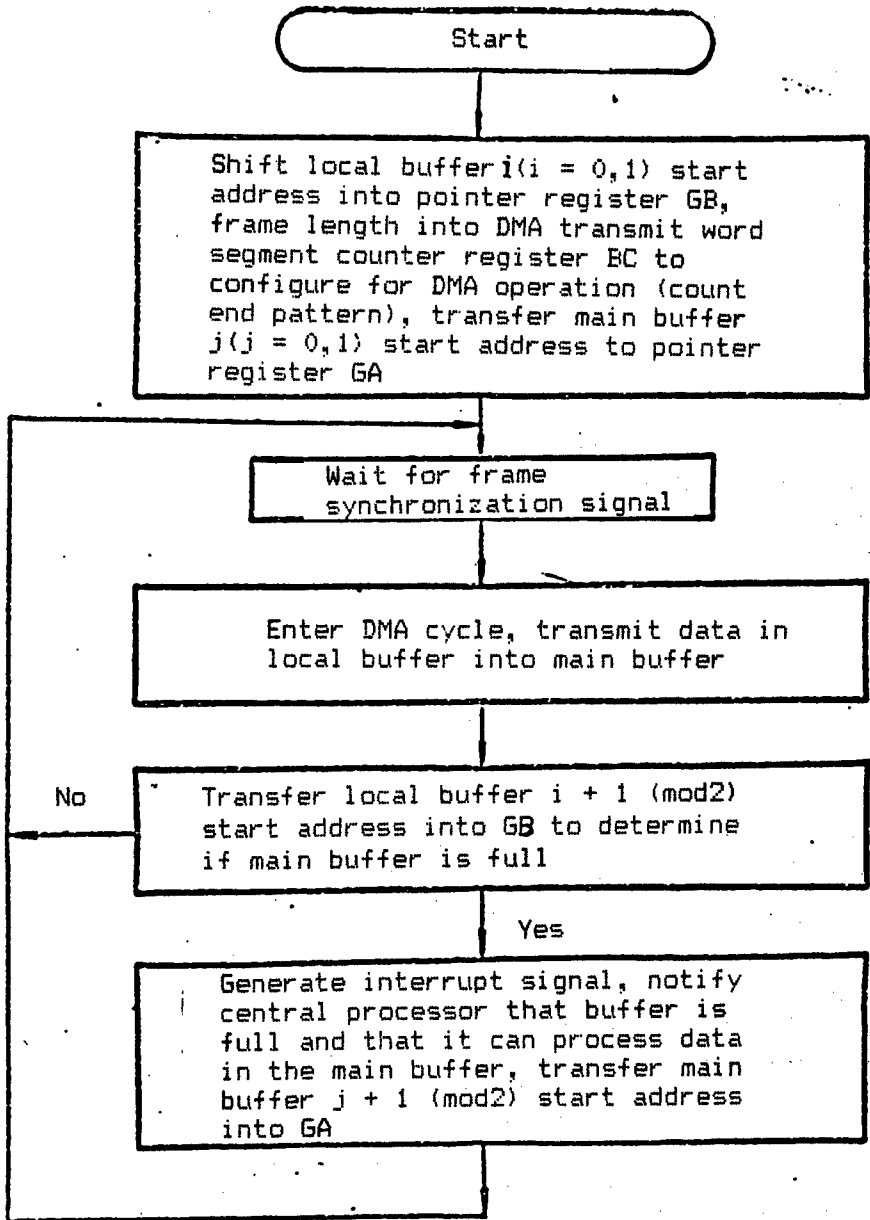 Start
Shift local buffer i(i = 0,1) start
address into pointer register GB,
frame length into DMA transmit word
segment counter register BC to
configure for DMA operation (count
end pattern), transfer main buffer
j(j = 0,1) start address to pointer
register GA
Wait for frame
synchronization signal
Enter DMA cycle, transmit data in
local buffer into main buffer
No
Transfer local buffer i + 1 (mod2)
start address into GB to determine
if main buffer is full
Yes
Generate interrupt signal, notify
central processor that buffer is
full and that it can process data
in the main buffer, transfer main
buffer j + 1 (mod2) start address
into GA